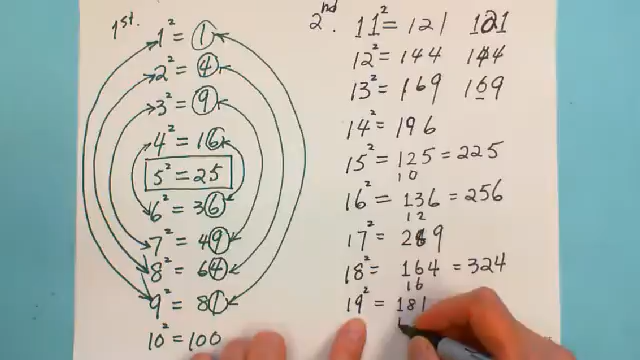 1st.
1² = 1
2² = 4
3² = 9
4² = 16
5² = 25
6² = 36
7² = 49
8² = 64
9² = 81
10² = 100
2nd
11² = 121 121
12² = 144 144
13² = 169 169
14² = 196
15² = 125 = 225
10
16² = 136 = 256
12
17² = 289
18² = 164 = 324
16
19² = 181